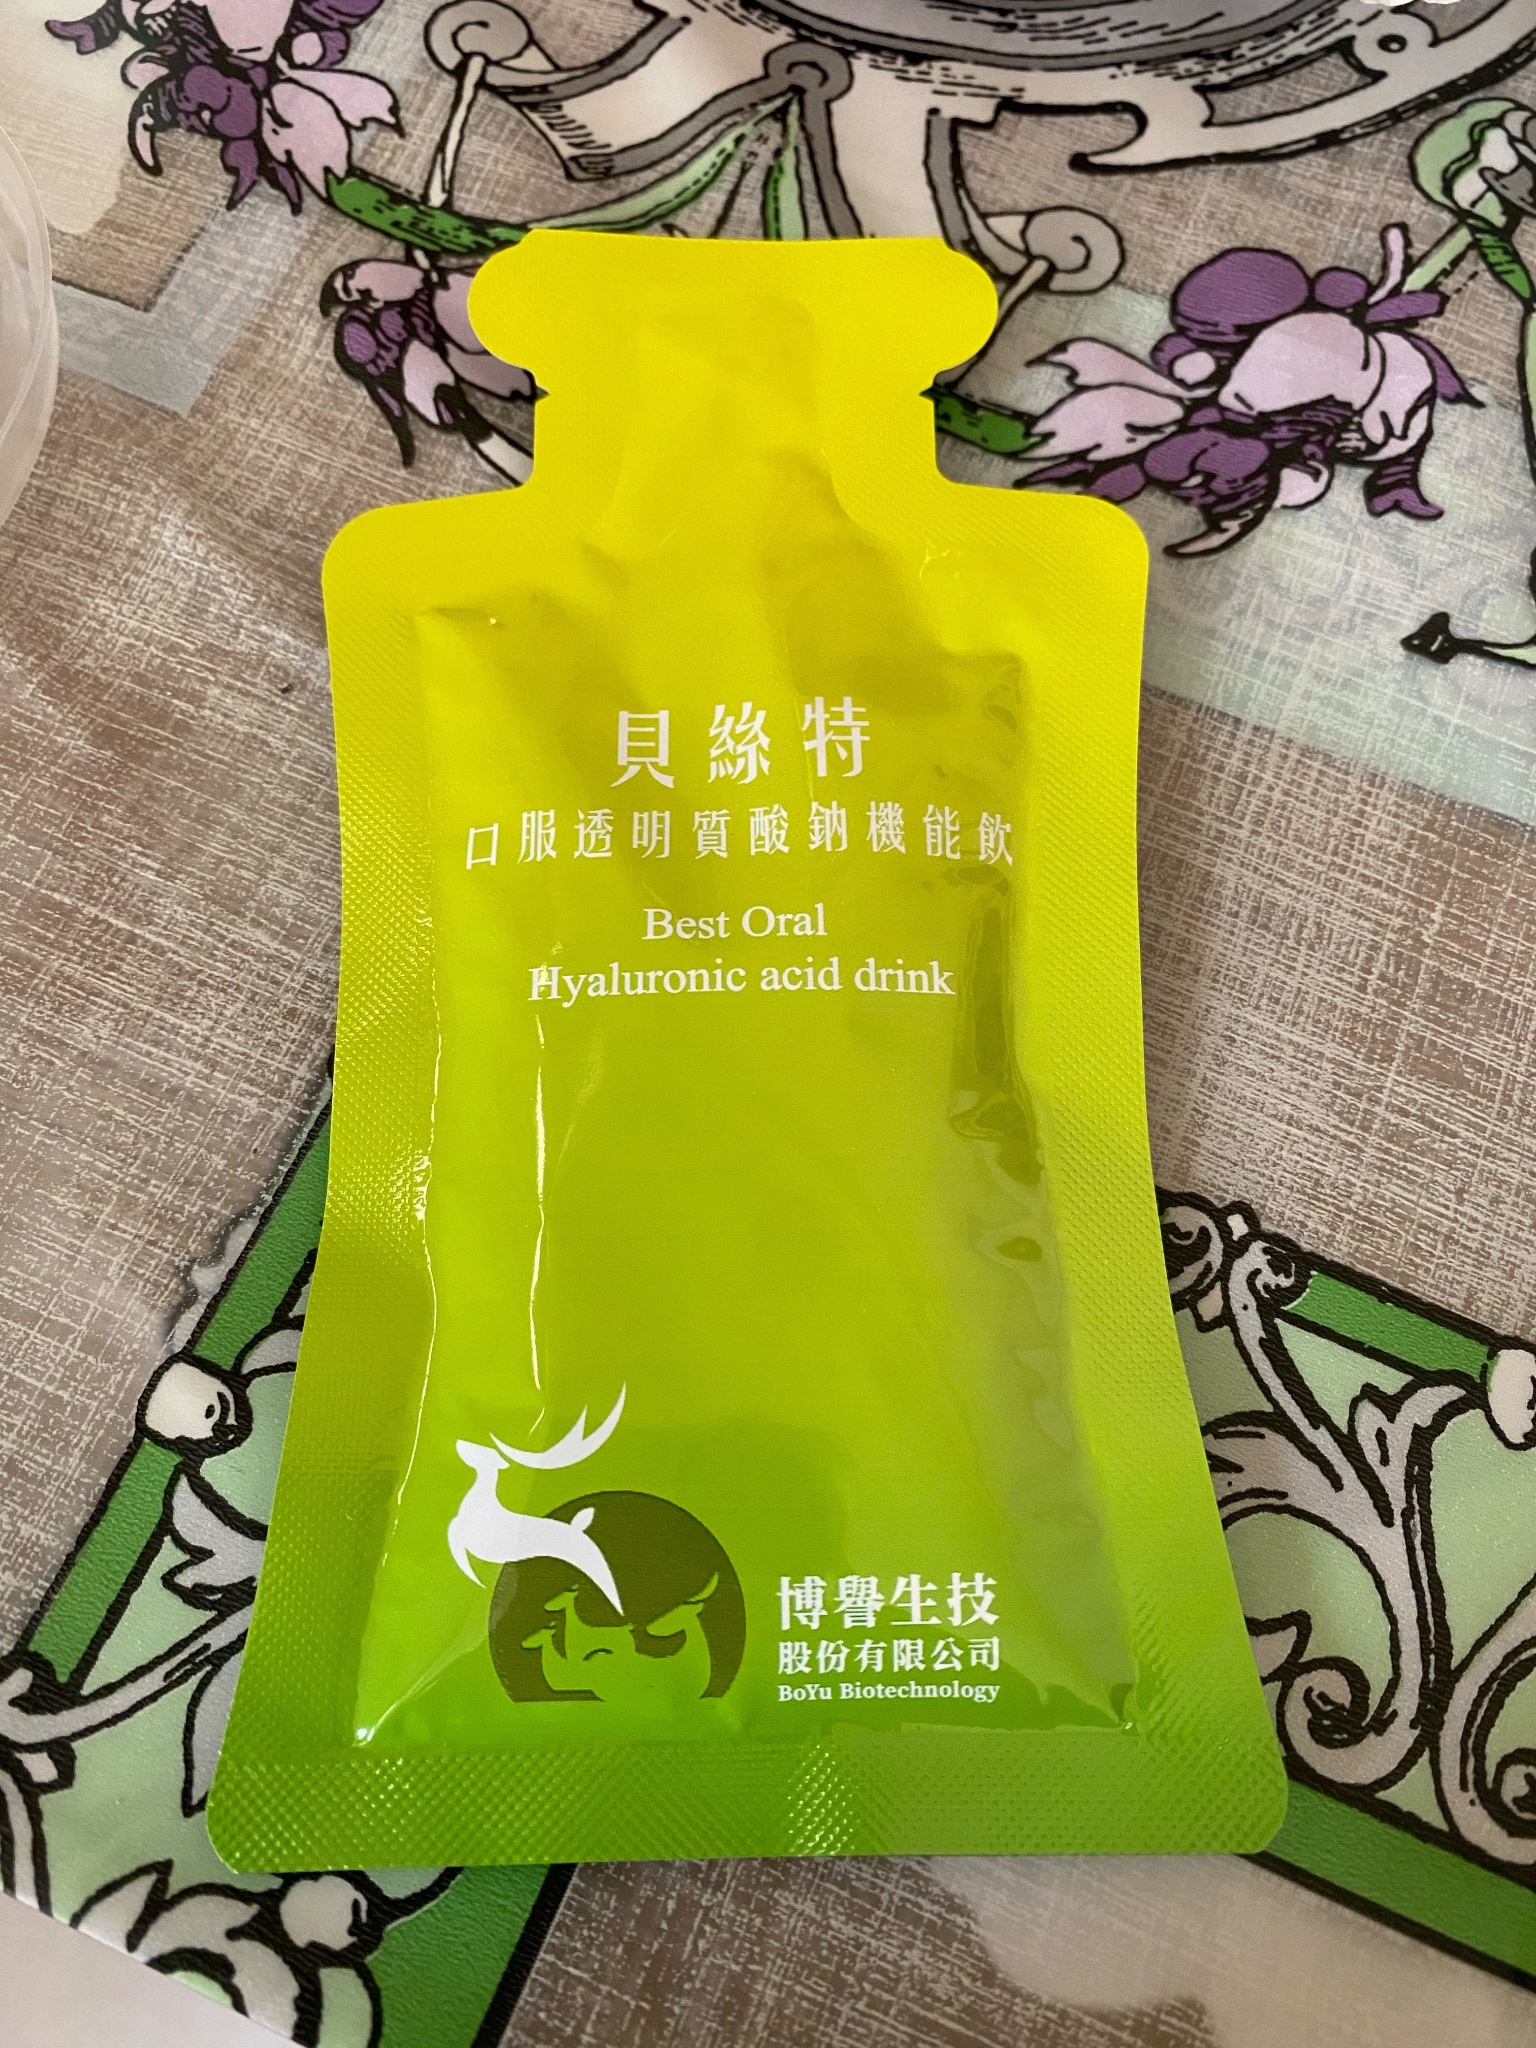 貝絲特
口服透明質酸鈉機能飲
Best Oral
Hyaluronic acid drink
博譽生技
股份有限公司
BoYu Biotechnology